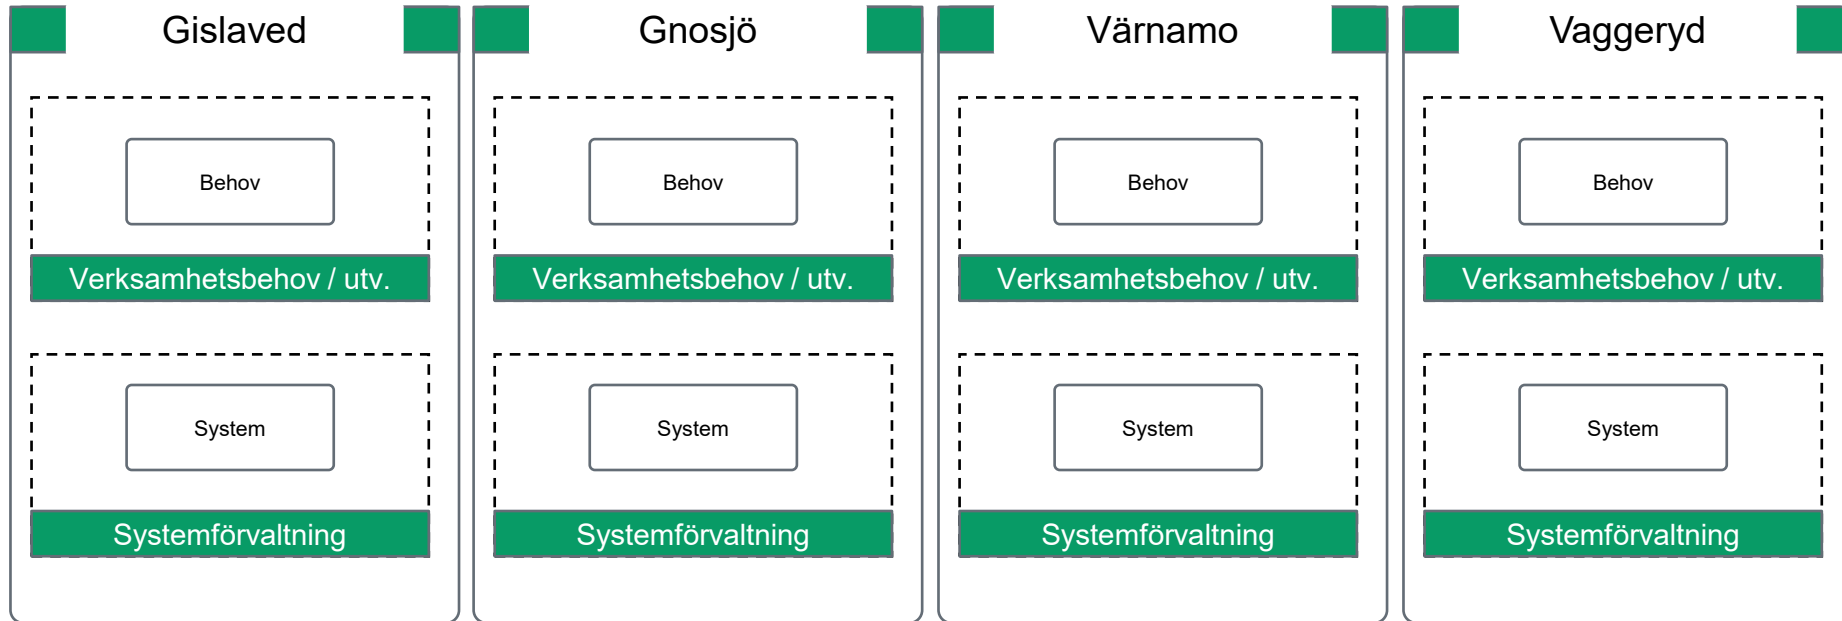 Gislaved
Gnosjö
Värnamo
Vaggeryd
Behov
Behov
Behov
Behov
Verksamhetsbehov / utv.
Verksamhetsbehov / utv.
Verksamhetsbehov / utv.
Verksamhetsbehov / utv.
System
System
System
System
Systemförvaltning
Systemförvaltning
Systemförvaltning
Systemförvaltning